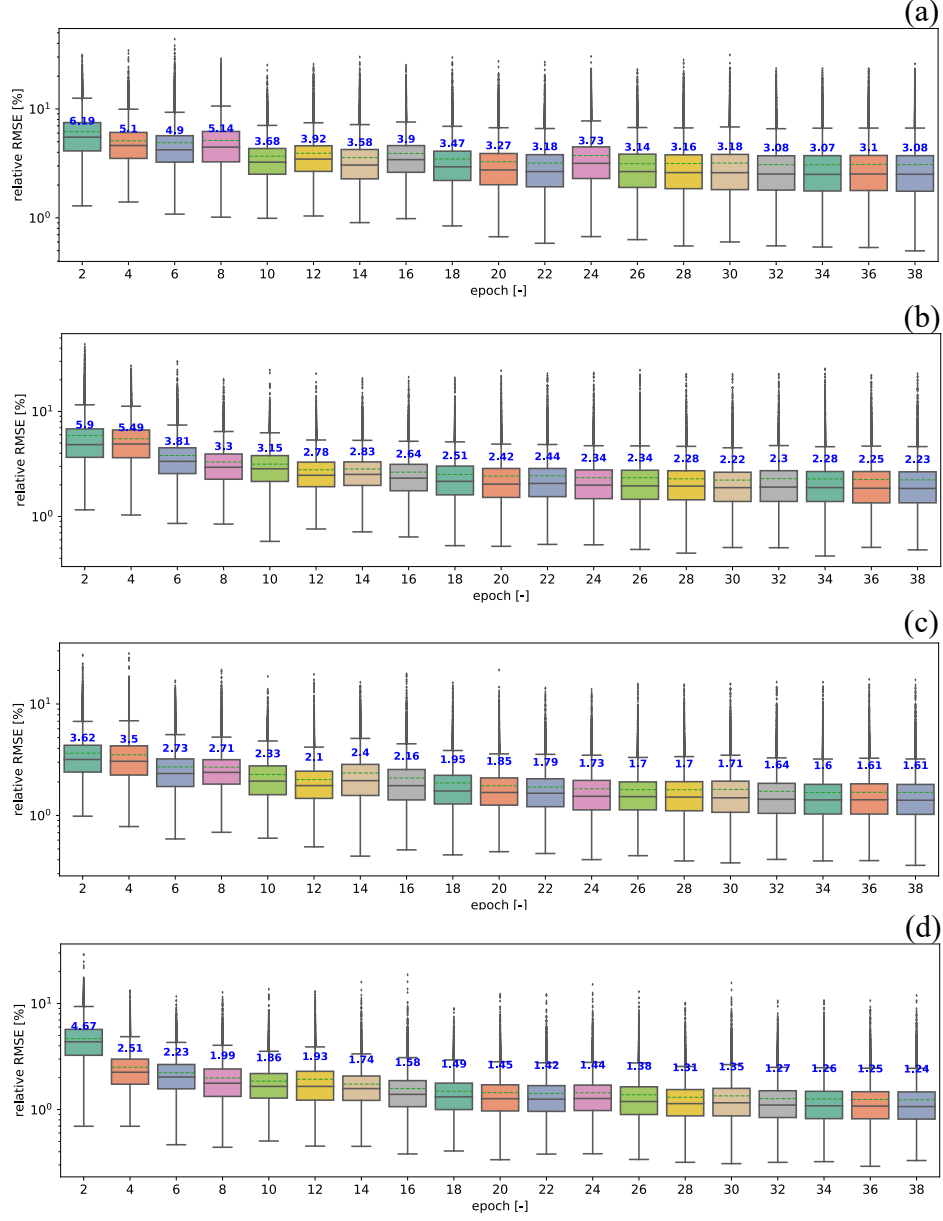 (a)
relative RMSE [%]
10¹
10⁰
6.19 5.1 4.9 5.14 3.68 3.92 3.58 3.9 3.47 3.27 3.18 3.73 3.14 3.16 3.18 3.08 3.07 3.1 3.08
2 4 6 8 10 12 14 16 18 20 22 24 26 28 30 32 34 36 38
epoch [-]
(b)
relative RMSE [%]
10¹
10⁰
5.9 5.49 3.81 3.3 3.15 2.78 2.83 2.64 2.51 2.42 2.44 2.34 2.34 2.28 2.22 2.3 2.28 2.25 2.23
2 4 6 8 10 12 14 16 18 20 22 24 26 28 30 32 34 36 38
epoch [-]
(c)
relative RMSE [%]
10¹
10⁰
3.62 3.5 2.73 2.71 2.33 2.1 2.4 2.16 1.95 1.85 1.79 1.73 1.7 1.7 1.71 1.64 1.6 1.61 1.61
2 4 6 8 10 12 14 16 18 20 22 24 26 28 30 32 34 36 38
epoch [-]
(d)
relative RMSE [%]
10¹
10⁰
4.67 2.51 2.23 1.99 1.86 1.93 1.74 1.58 1.49 1.45 1.42 1.44 1.38 1.31 1.35 1.27 1.26 1.25 1.24
2 4 6 8 10 12 14 16 18 20 22 24 26 28 30 32 34 36 38
epoch [-]